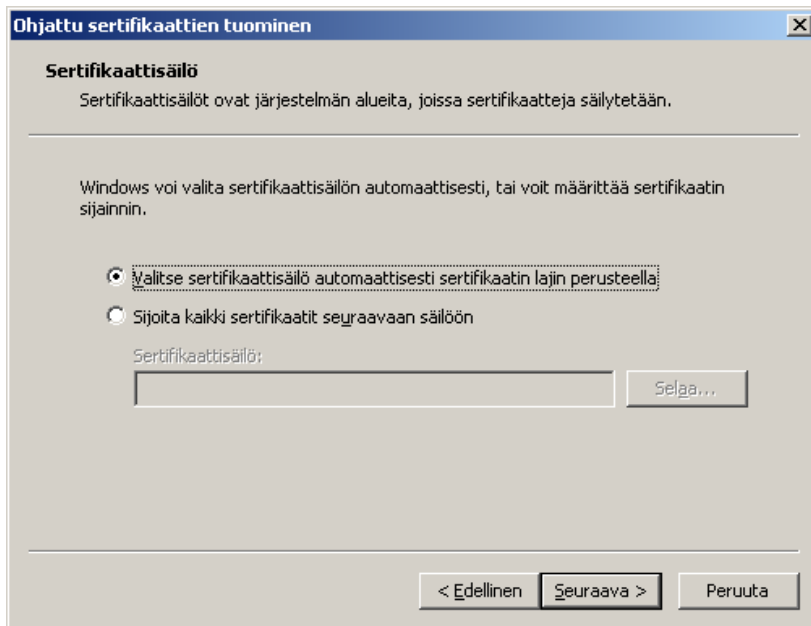 Ohjattu sertifikaattien tuominen
Sertifikaattisäilö
Sertifikaattisäilöt ovat järjestelmän alueita, joissa sertifikaatteja säilytetään.
Windows voi valita sertifikaattisäilön automaattisesti, tai voit määrittää sertifikaatin
sijainnin.
Valitse sertifikaattisäilö automaattisesti sertifikaatin lajin perusteella
Sijoita kaikki sertifikaatit seuraavaan säilöön
Sertifikaattisäilö:
Selaa...
< Edellinen
Seuraava >
Peruuta